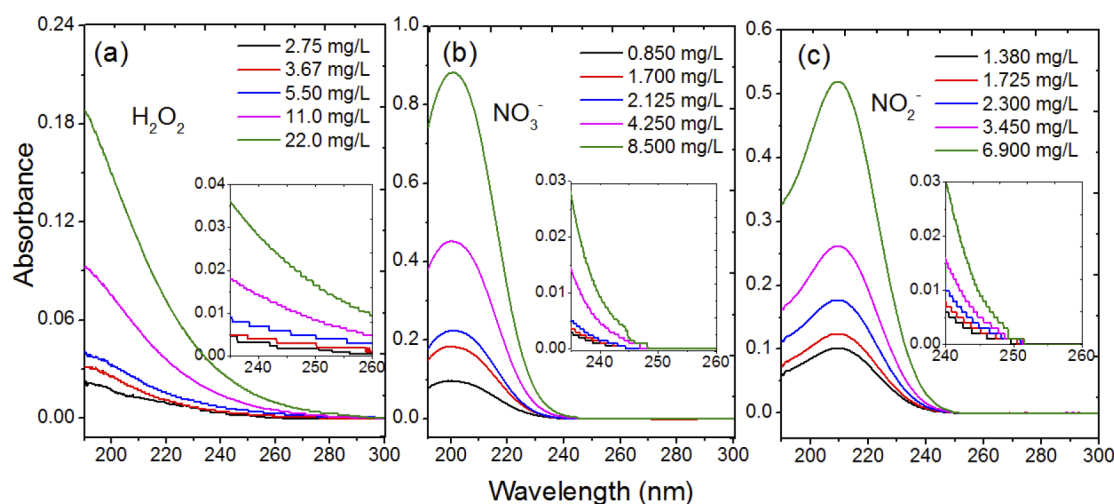 Absorbance
(a)
H₂O₂
2.75 mg/L
3.67 mg/L
5.50 mg/L
11.0 mg/L
22.0 mg/L
0.24
0.18
0.12
0.06
0.00
200 220 240 260 280 300
0.04
0.03
0.02
0.01
0.00
240 250 260
(b)
NO₃⁻
0.850 mg/L
1.700 mg/L
2.125 mg/L
4.250 mg/L
8.500 mg/L
1.0
0.8
0.6
0.4
0.2
0.0
200 220 240 260 280 300
0.03
0.02
0.01
0.00
240 250 260
(c)
NO₂⁻
1.380 mg/L
1.725 mg/L
2.300 mg/L
3.450 mg/L
6.900 mg/L
0.6
0.5
0.4
0.3
0.2
0.1
0.0
200 220 240 260 280 300
0.03
0.02
0.01
0.00
240 250 260
Wavelength (nm)